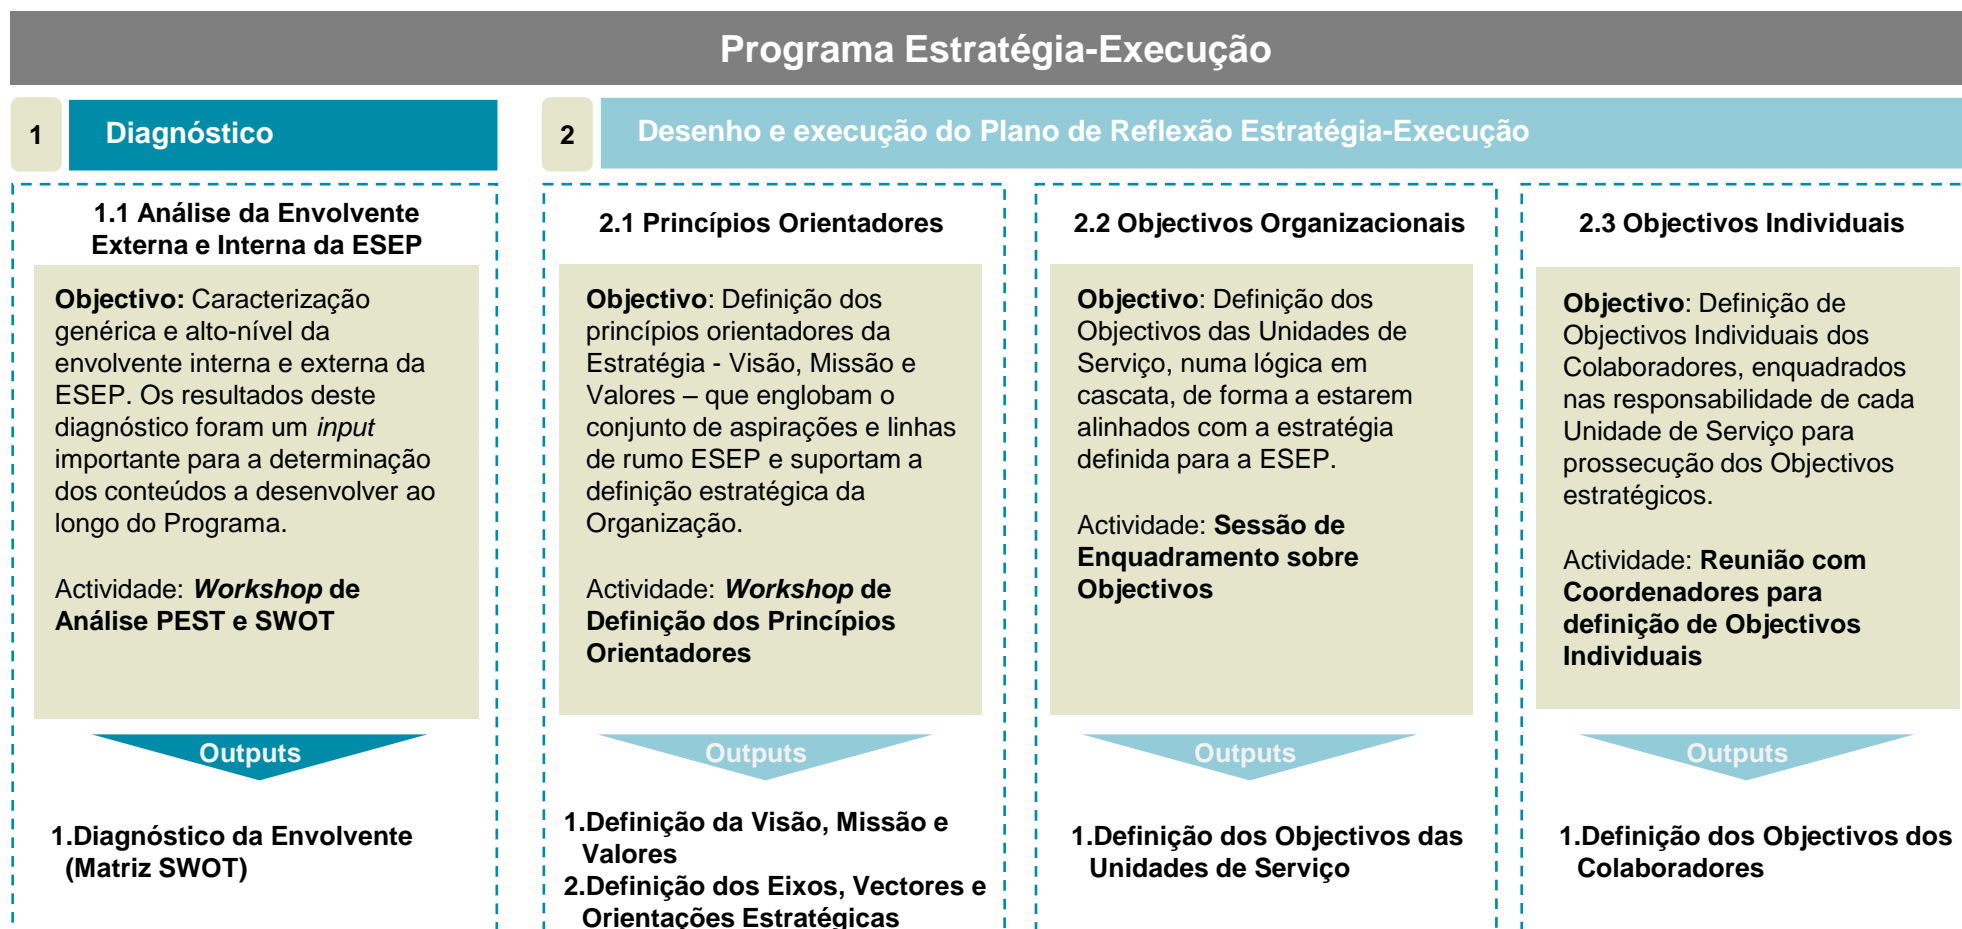 Programa Estratégia-Execução
1
Diagnóstico
2
Desenho e execução do Plano de Reflexão Estratégia-Execução
1.1 Análise da Envolvente
Externa e Interna da ESEP
Objectivo: Caracterização
genérica e alto-nível da
envolvente interna e externa da
ESEP. Os resultados deste
diagnóstico foram um input
importante para a determinação
dos conteúdos a desenvolver ao
longo do Programa.
Actividade: Workshop de
Análise PEST e SWOT
Outputs
1.Diagnóstico da Envolvente
(Matriz SWOT)
2.1 Princípios Orientadores
Objectivo: Definição dos
princípios orientadores da
Estratégia - Visão, Missão e
Valores – que englobam o
conjunto de aspirações e linhas
de rumo ESEP e suportam a
definição estratégica da
Organização.
Actividade: Workshop de
Definição dos Princípios
Orientadores
Outputs
1.Definição da Visão, Missão e
Valores
2.Definição dos Eixos, Vectores e
Orientações Estratégicas
2.2 Objectivos Organizacionais
Objectivo: Definição dos
Objectivos das Unidades de
Serviço, numa lógica em
cascata, de forma a estarem
alinhados com a estratégia
definida para a ESEP.
Actividade: Sessão de
Enquadramento sobre
Objectivos
Outputs
1.Definição dos Objectivos das
Unidades de Serviço
2.3 Objectivos Individuais
Objectivo: Definição de
Objectivos Individuais dos
Colaboradores, enquadrados
nas responsabilidade de cada
Unidade de Serviço para
prossecução dos Objectivos
estratégicos.
Actividade: Reunião com
Coordenadores para
definição de Objectivos
Individuais
Outputs
1.Definição dos Objectivos dos
Colaboradores